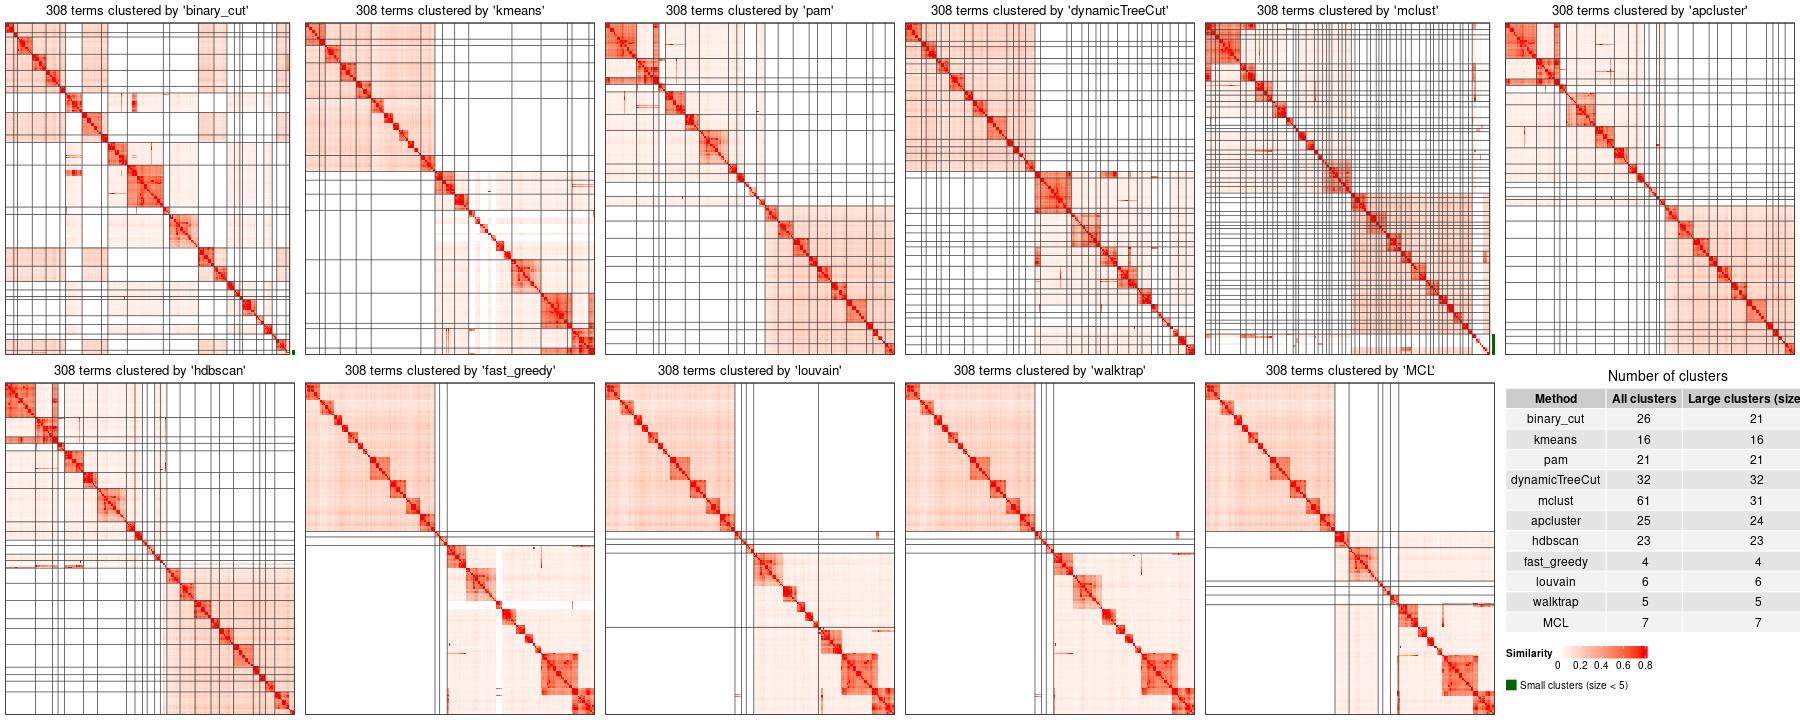 308 terms clustered by 'binary_cut'
308 terms clustered by 'kmeans'
308 terms clustered by 'pam'
308 terms clustered by 'dynamicTreeCut'
308 terms clustered by 'mclust'
308 terms clustered by 'apcluster'
308 terms clustered by 'hdbscan'
308 terms clustered by 'fast_greedy'
308 terms clustered by 'louvain'
308 terms clustered by 'walktrap'
308 terms clustered by 'MCL'
Number of clusters
Method All clusters Large clusters (size
binary_cut 26 21
kmeans 16 16
pam 21 21
dynamicTreeCut 32 32
mclust 61 31
apcluster 25 24
hdbscan 23 23
fast_greedy 4 4
louvain 6 6
walktrap 5 5
MCL 7 7
Similarity
0 0.2 0.4 0.6 0.8
Small clusters (size < 5)